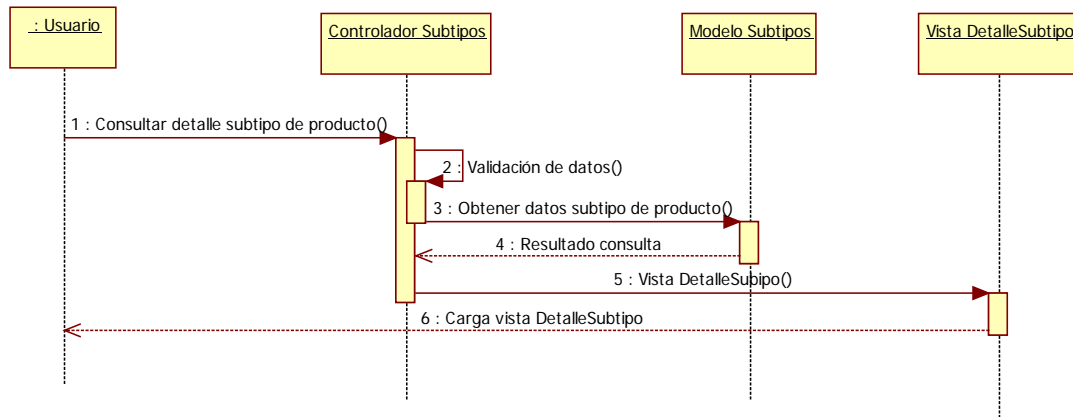 : Usuario
Controlador Subtipos
Modelo Subtipos
Vista DetalleSubtipo
1 : Consultar detalle subtipo de producto()
2 : Validación de datos()
3 : Obtener datos subtipo de producto()
4 : Resultado consulta
5 : Vista DetalleSubipo()
6 : Carga vista DetalleSubtipo